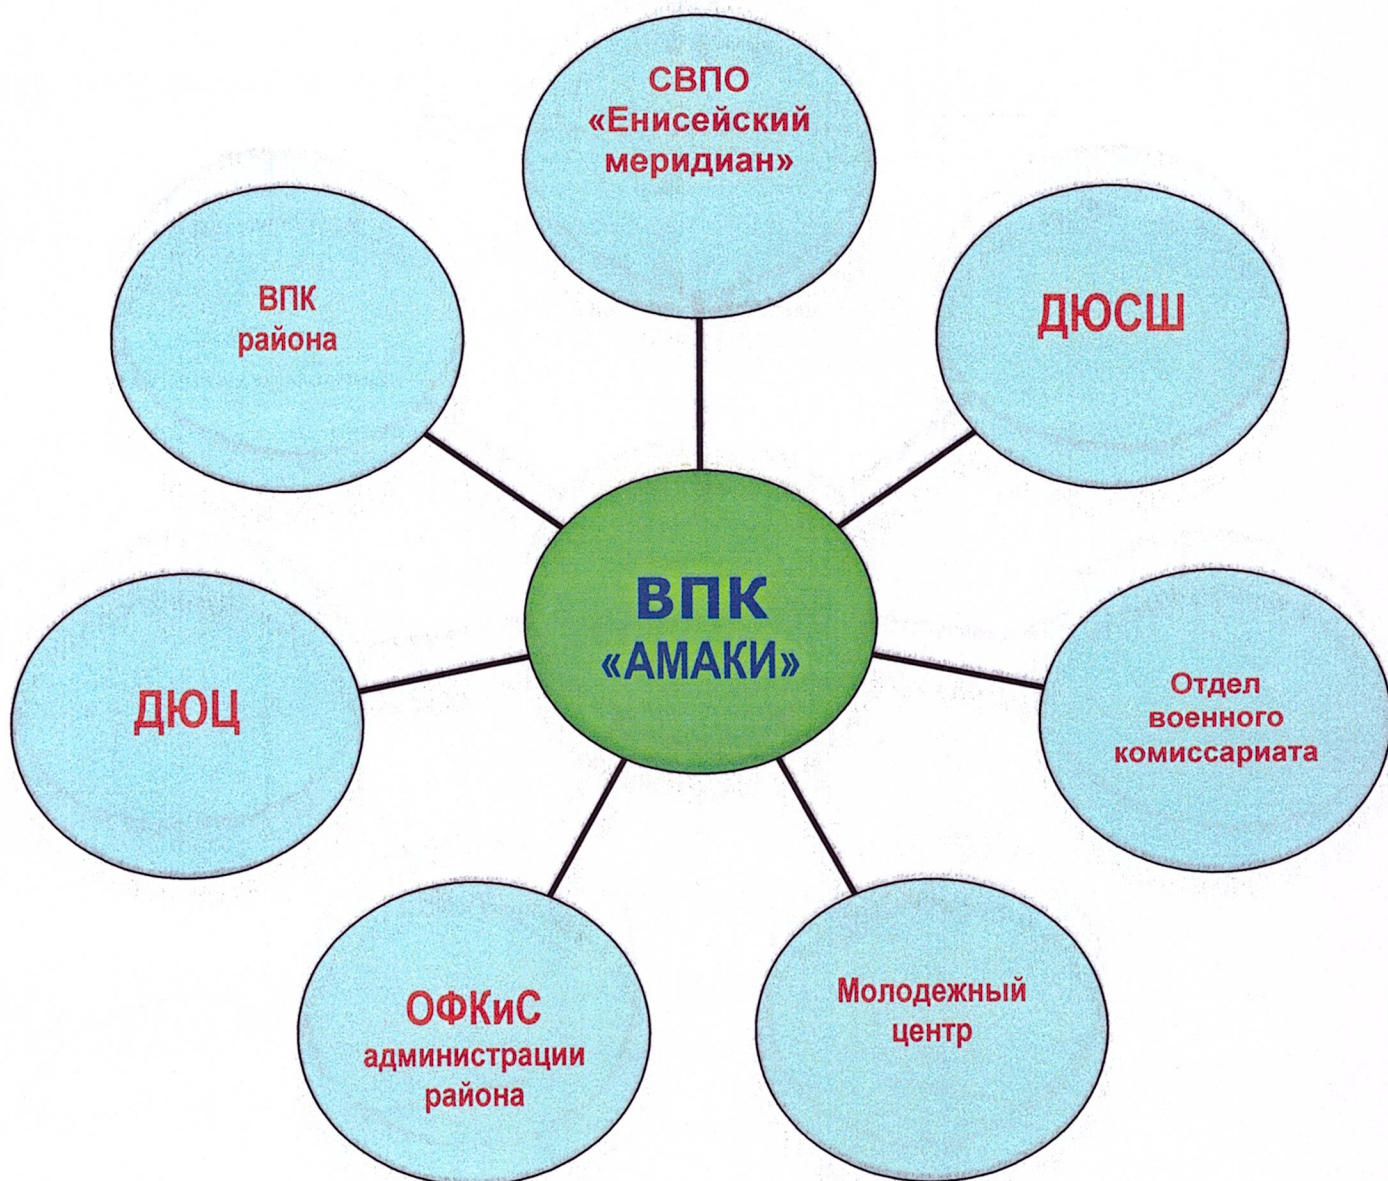 СВПО
«Енисейский
меридиан»
ВПК
района
ДЮСШ
ВПК
«АМАКИ»
ДЮЦ
Отдел
военного
комиссариата
ОФКиС
администрации
района
Молодежный
центр